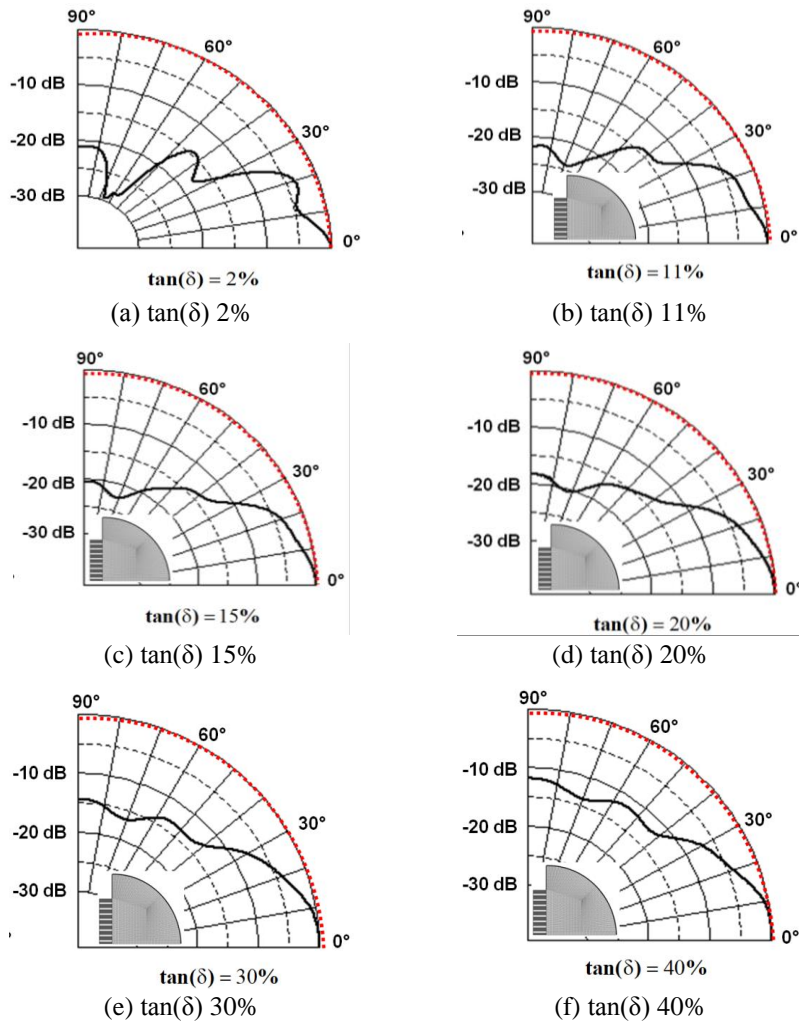 90°
60°
30°
0°
-10 dB
-20 dB
-30 dB
tan(δ) = 2%
(a) tan(δ) 2%
90°
60°
30°
0°
-10 dB
-20 dB
-30 dB
tan(δ) = 11%
(b) tan(δ) 11%
90°
60°
30°
0°
-10 dB
-20 dB
-30 dB
tan(δ) = 15%
(c) tan(δ) 15%
90°
60°
30°
0°
-10 dB
-20 dB
-30 dB
tan(δ) = 20%
(d) tan(δ) 20%
90°
60°
30°
0°
-10 dB
-20 dB
-30 dB
tan(δ) = 30%
(e) tan(δ) 30%
90°
60°
30°
0°
-10 dB
-20 dB
-30 dB
tan(δ) = 40%
(f) tan(δ) 40%